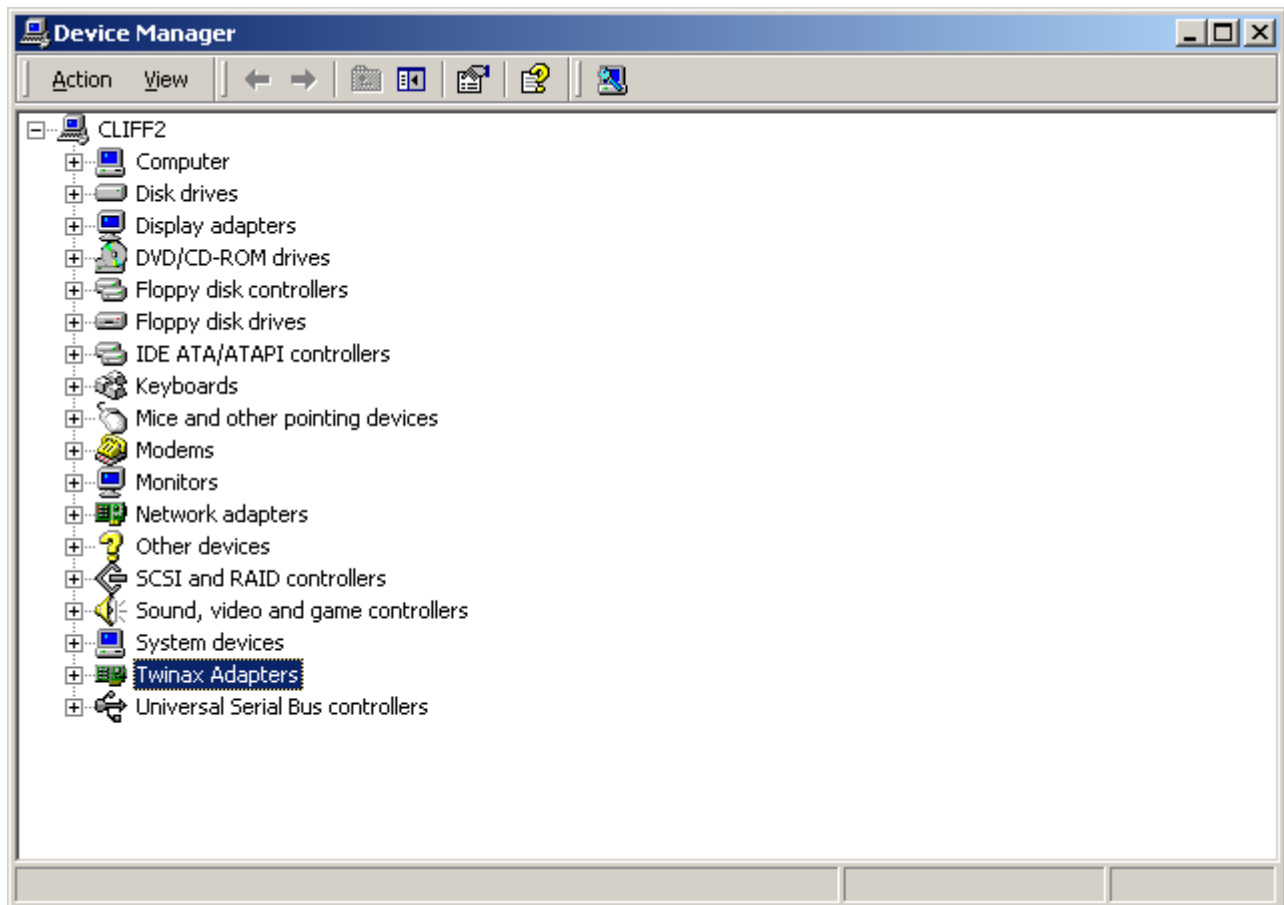 Device Manager
Action View
CLIFF2
Computer
Disk drives
Display adapters
DVD/CD-ROM drives
Floppy disk controllers
Floppy disk drives
IDE ATA/ATAPI controllers
Keyboards
Mice and other pointing devices
Modems
Monitors
Network adapters
Other devices
SCSI and RAID controllers
Sound, video and game controllers
System devices
Twinax Adapters
Universal Serial Bus controllers